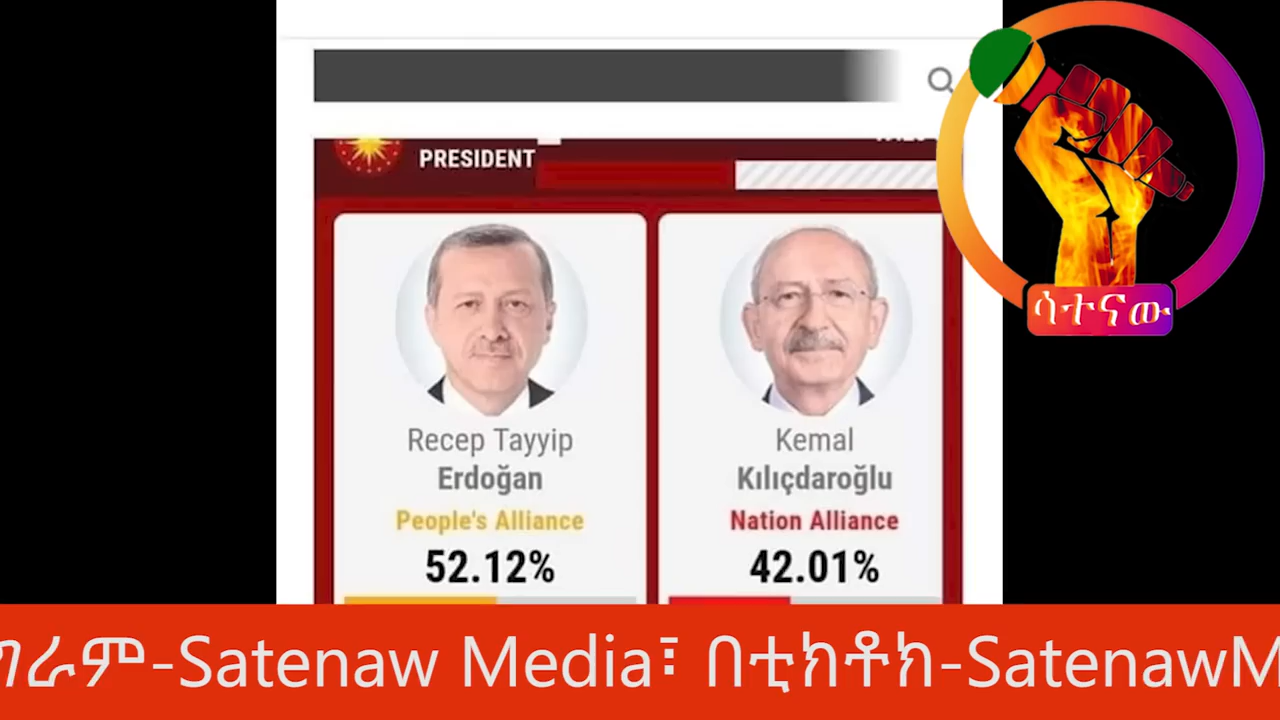 PRESIDENT
Recep Tayyip
Erdoğan
People's Alliance
52.12%
Kemal
Kılıçdaroğlu
Nation Alliance
42.01%
ሳተናው
ግራም-Satenaw Media፣ በቲክቶክ-SatenawM